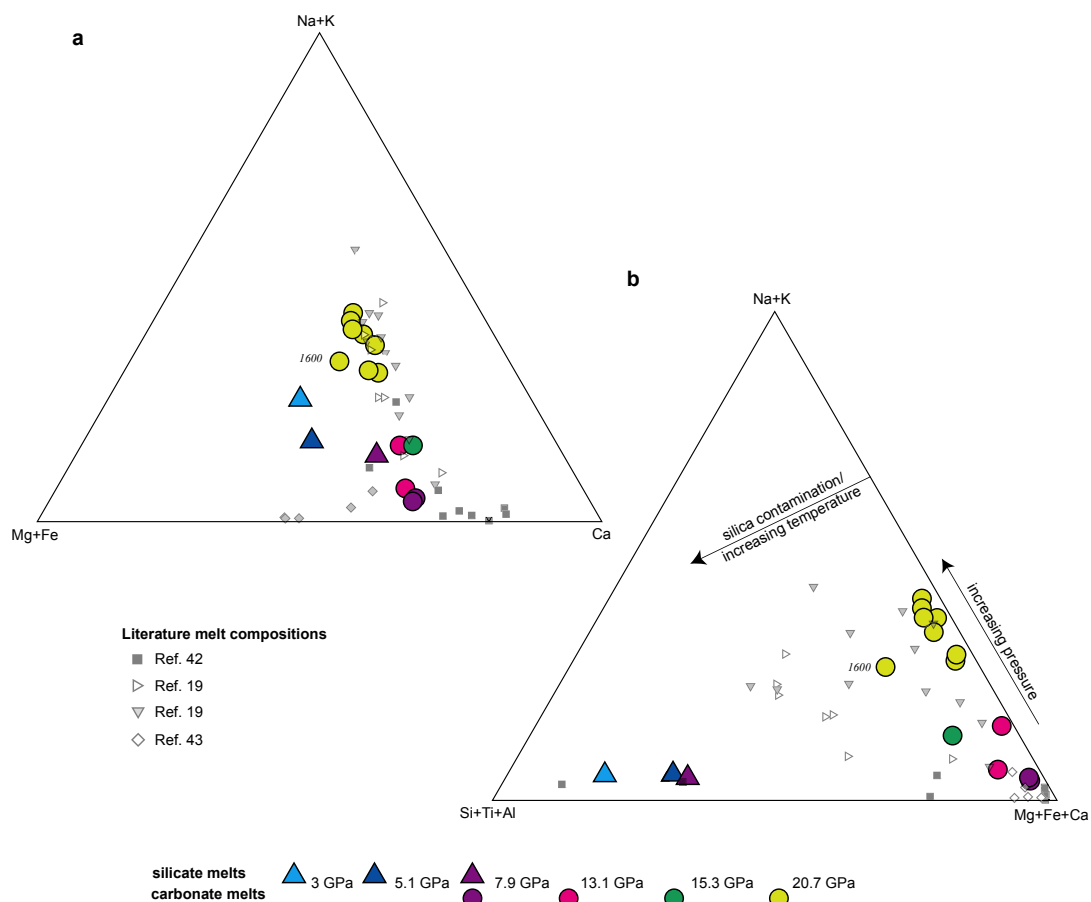 a
Na+K
1600
Mg+Fe
Ca
b
Na+K
silica contamination/
increasing temperature
increasing pressure
1600
Si+Ti+Al
Mg+Fe+Ca
Literature melt compositions
Ref. 42
Ref. 19
Ref. 19
Ref. 43
silicate melts
carbonate melts
3 GPa
5.1 GPa
7.9 GPa
13.1 GPa
15.3 GPa
20.7 GPa